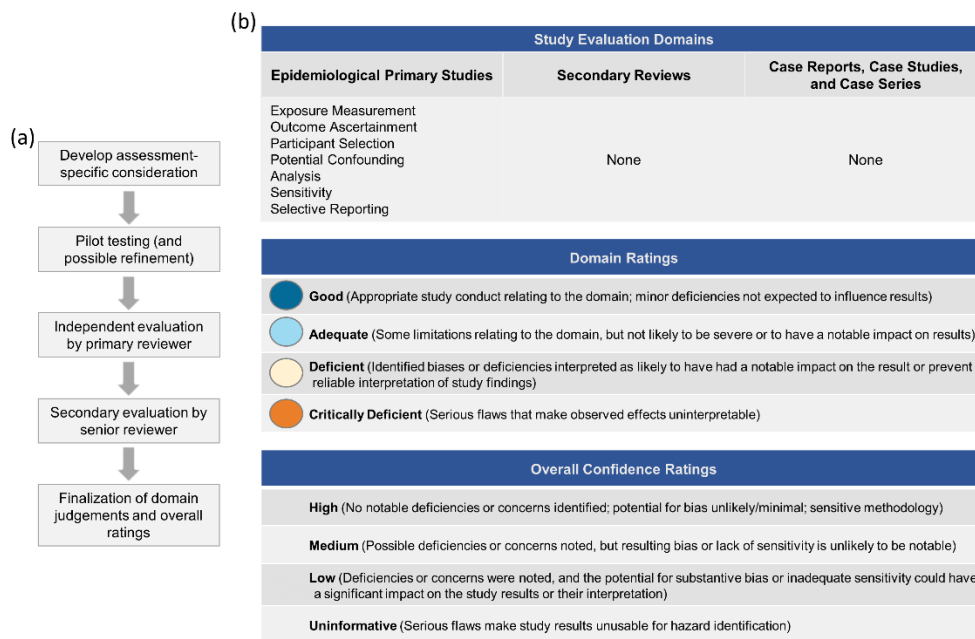 (a)
Develop assessment-
specific consideration
Pilot testing (and
possible refinement)
Independent evaluation
by primary reviewer
Secondary evaluation by
senior reviewer
Finalization of domain
judgements and overall
ratings
(b)
Study Evaluation Domains
Epidemiological Primary Studies
Secondary Reviews
Case Reports, Case Studies,
and Case Series
Exposure Measurement
Outcome Ascertainment
Participant Selection
Potential Confounding
Analysis
Sensitivity
Selective Reporting
None
None
Domain Ratings
Good (Appropriate study conduct relating to the domain; minor deficiencies not expected to influence results)
Adequate (Some limitations relating to the domain, but not likely to be severe or to have a notable impact on results)
Deficient (Identified biases or deficiencies interpreted as likely to have had a notable impact on the result or prevent
reliable interpretation of study findings)
Critically Deficient (Serious flaws that make observed effects uninterpretable)
Overall Confidence Ratings
High (No notable deficiencies or concerns identified; potential for bias unlikely/minimal; sensitive methodology)
Medium (Possible deficiencies or concerns noted, but resulting bias or lack of sensitivity is unlikely to be notable)
Low (Deficiencies or concerns were noted, and the potential for substantive bias or inadequate sensitivity could have
a significant impact on the study results or their interpretation)
Uninformative (Serious flaws make study results unusable for hazard identification)